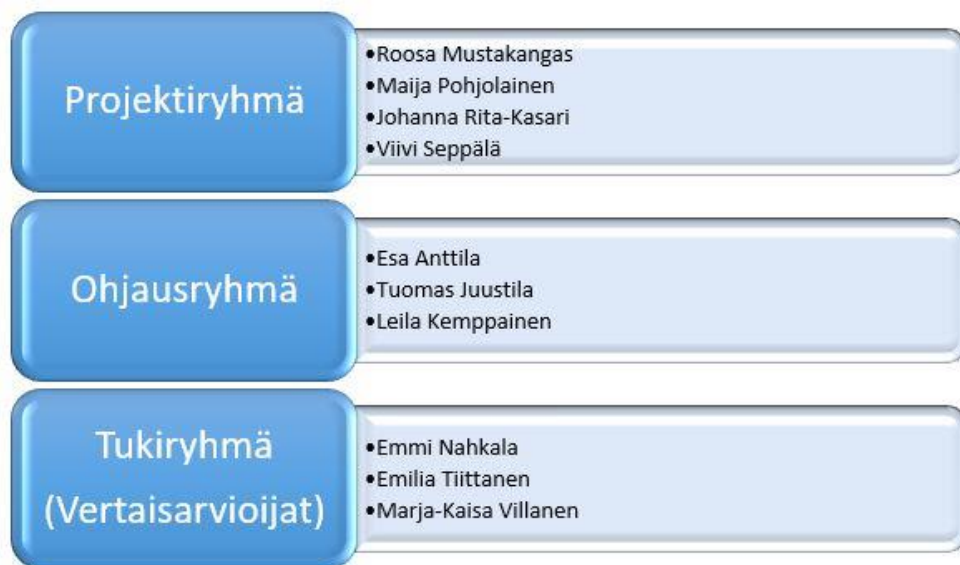 Projektiryhmä
•Roosa Mustakangas
•Maija Pohjolainen
•Johanna Rita-Kasari
•Viivi Seppälä
Ohjausryhmä
•Esa Anttila
•Tuomas Juustila
•Leila Kemppainen
Tukiryhmä
(Vertaisarvioijat)
•Emmi Nahkala
•Emilia Tiittanen
•Marja-Kaisa Villanen